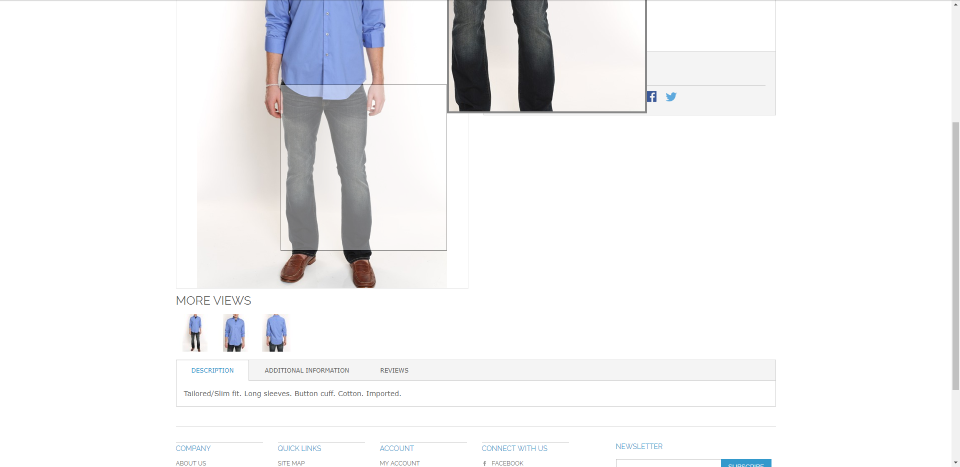 MORE VIEWS
DESCRIPTION
ADDITIONAL INFORMATION
REVIEWS
Tailored/Slim fit. Long sleeves. Button cuff. Cotton. Imported.
COMPANY
QUICK LINKS
ACCOUNT
CONNECT WITH US
NEWSLETTER
ABOUT US
SITE MAP
MY ACCOUNT
FACEBOOK
SUBSCRIBE